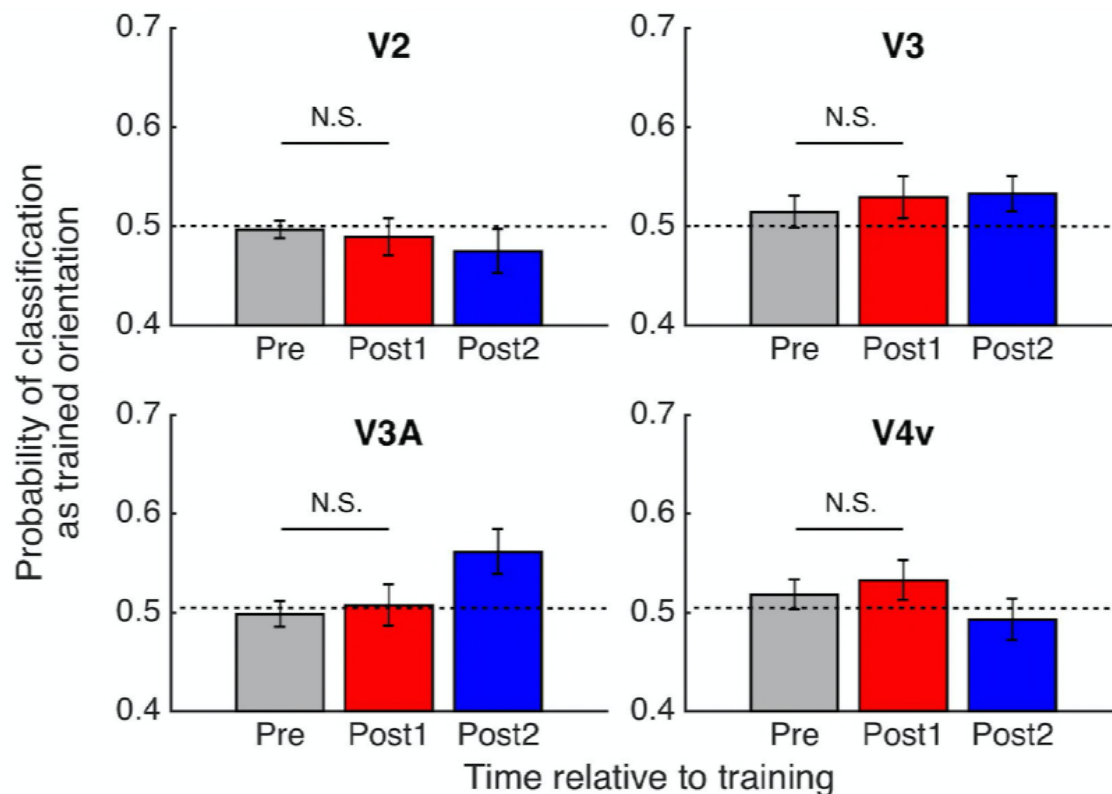 Probability of classification
as trained orientation
V2
0.7
0.6
0.5
0.4
N.S.
Pre Post1 Post2
V3
0.7
0.6
0.5
0.4
N.S.
Pre Post1 Post2
V3A
0.7
0.6
0.5
0.4
N.S.
Pre Post1 Post2
V4v
0.7
0.6
0.5
0.4
N.S.
Pre Post1 Post2
Time relative to training